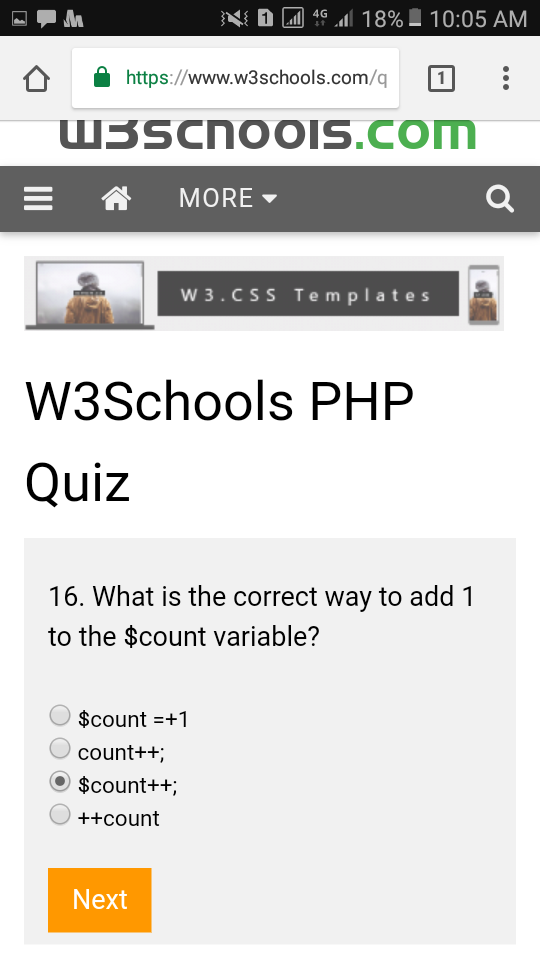 1 4G 18% 10:05 AM
https://www.w3schools.com/q 1
w3schools.com
MORE
W3.CSS Templates
W3Schools PHP
Quiz
16. What is the correct way to add 1
to the $count variable?
$count =+1
count++;
$count++;
++count
Next